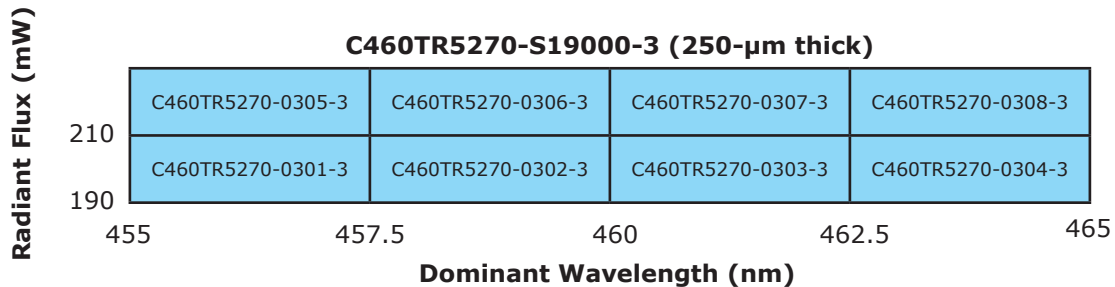 C460TR5270-S19000-3 (250-µm thick)
Radiant Flux (mW)
C460TR5270-0305-3 C460TR5270-0306-3 C460TR5270-0307-3 C460TR5270-0308-3
210
C460TR5270-0301-3 C460TR5270-0302-3 C460TR5270-0303-3 C460TR5270-0304-3
190
455 457.5 460 462.5 465
Dominant Wavelength (nm)